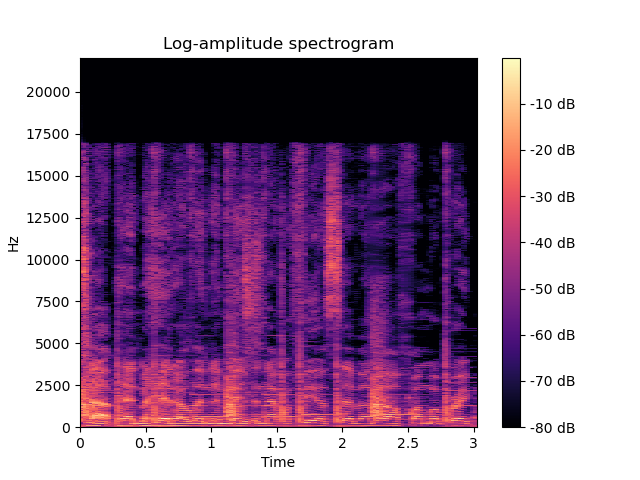 Log-amplitude spectrogram
20000
17500
15000
12500
10000
7500
5000
2500
0
Hz
0 0.5 1 1.5 2 2.5 3
Time
-10 dB
-20 dB
-30 dB
-40 dB
-50 dB
-60 dB
-70 dB
-80 dB